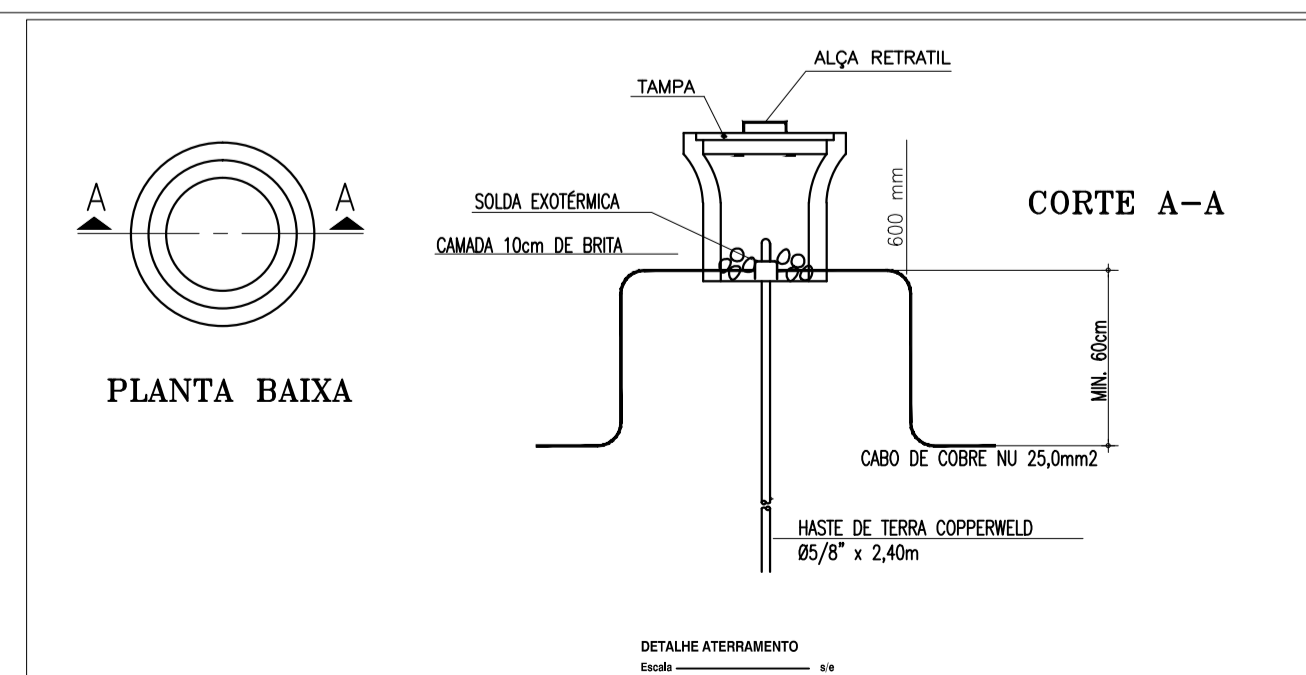 ALÇA RETRATIL
TAMPA
A
A
SOLDA EXOTÉRMICA
CAMADA 10cm DE BRITA
600 mm
CORTE A-A
PLANTA BAIXA
MIN. 60cm
CABO DE COBRE NU 25,0mm2
HASTE DE TERRA COPPERWELD
Ø5/8" x 2,40m
DETALHE ATERRAMENTO
Escala s/e